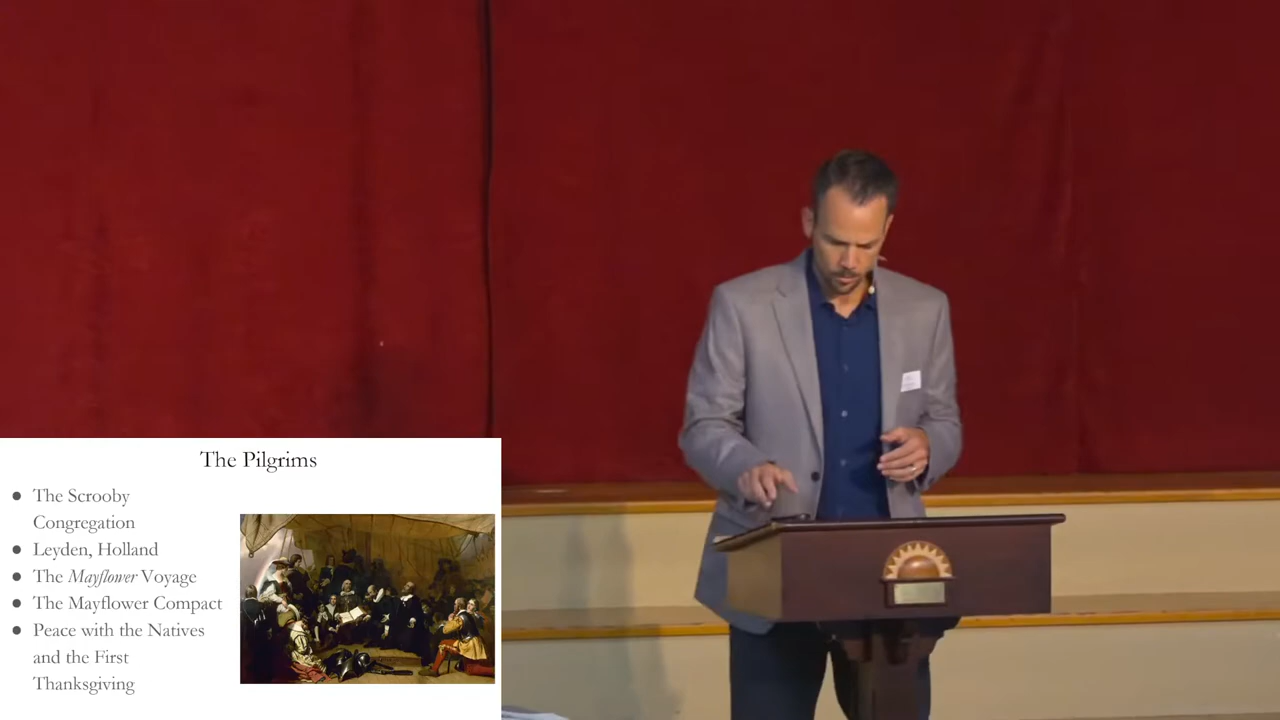 The Pilgrims
● The Scrooby
Congregation
● Leyden, Holland
● The Mayflower Voyage
● The Mayflower Compact
● Peace with the Natives
and the First
Thanksgiving